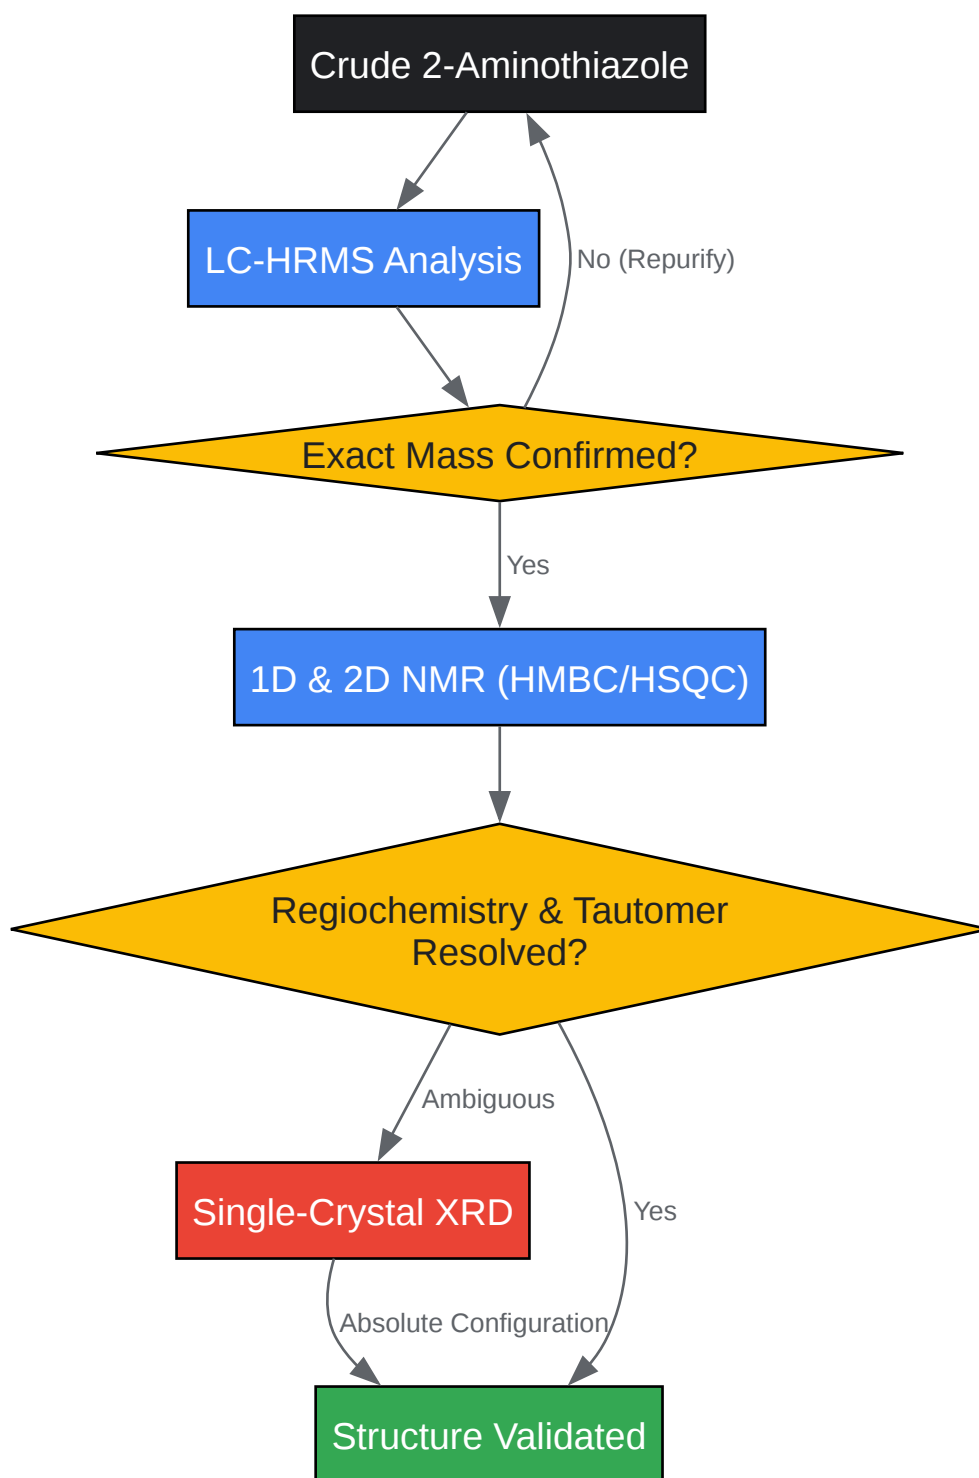 Crude 2-Aminothiazole
LC-HRMS Analysis
No (Repurify)
Exact Mass Confirmed?
Yes
1D & 2D NMR (HMBC/HSQC)
Regiochemistry & Tautomer
Resolved?
Ambiguous
Single-Crystal XRD
Yes
Absolute Configuration
Structure Validated